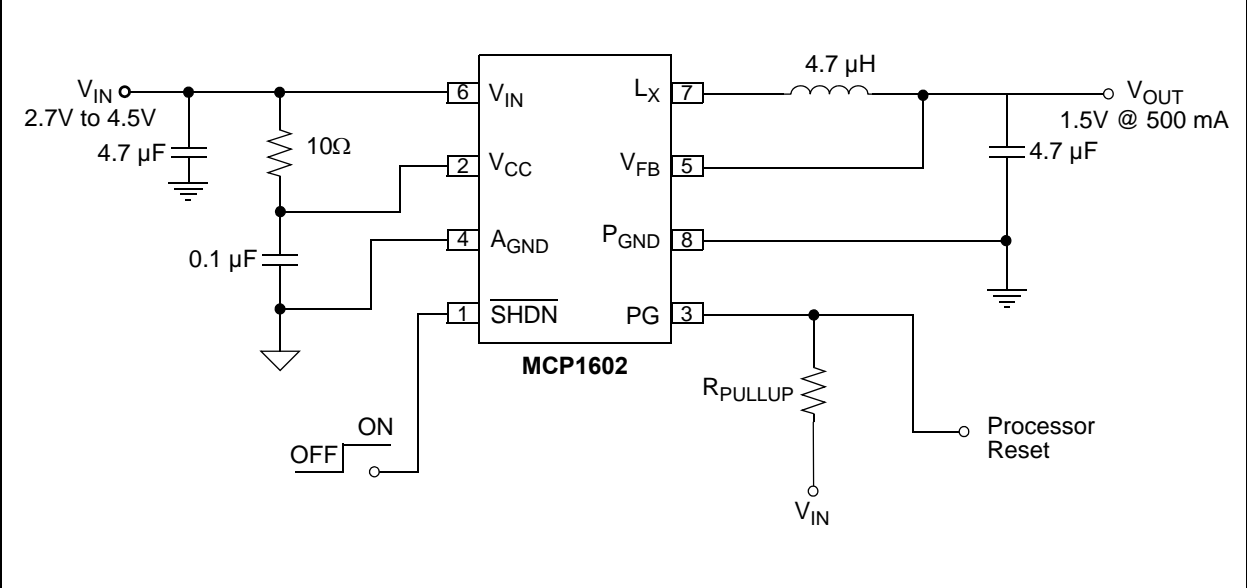 VIN
2.7V to 4.5V
4.7 µF
10Ω
0.1 µF
6 VIN
2 VCC
4 AGND
1 SHDN
LX 7
VFB 5
PGND 8
PG 3
MCP1602
4.7 µH
VOUT
1.5V @ 500 mA
4.7 µF
OFF ON
RPULLUP
VIN
Processor
Reset